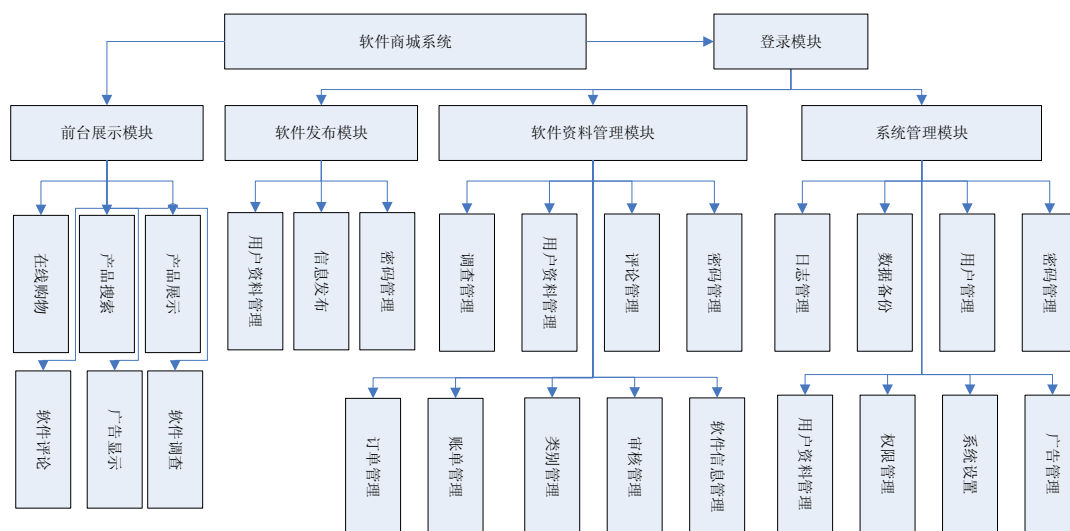 软件商城系统
登录模块
前台展示模块
软件发布模块
软件资料管理模块
系统管理模块
在线购物
产品搜索
产品展示
用户资料管理
信息发布
密码管理
调查管理
用户资料管理
评论管理
密码管理
日志管理
数据备份
用户管理
密码管理
软件评论
广告显示
软件调查
订单管理
账单管理
类别管理
审核管理
软件信息管理
用户资料管理
权限管理
系统设置
广告管理